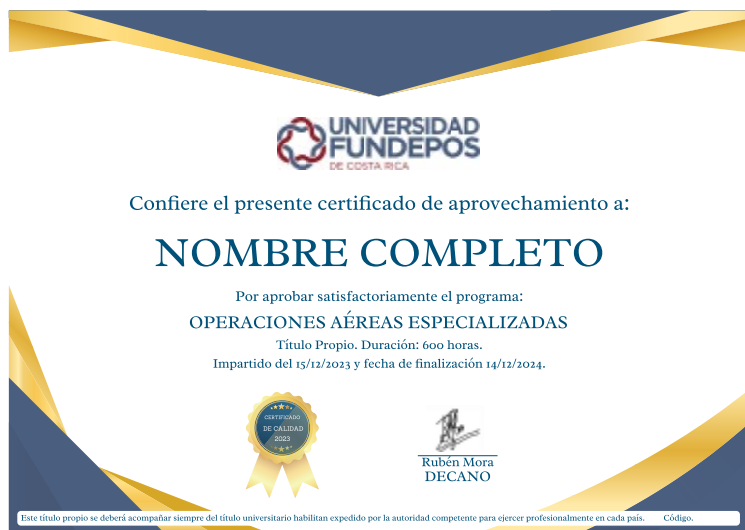 UNIVERSIDAD
FUNDEPOS
DE COSTA RICA
Confiere el presente certificado de aprovechamiento a:
NOMBRE COMPLETO
Por aprobar satisfactoriamente el programa:
OPERACIONES AÉREAS ESPECIALIZADAS
Título Propio. Duración: 600 horas.
Impartido del 15/12/2023 y fecha de finalización 14/12/2024.
CERTIFICADO
DE CALIDAD
2023
Rubén Mora
DECANO
Este título propio se deberá acompañar siempre del título universitario habilitan expedido por la autoridad competente para ejercer profesionalmente en cada país. Código.